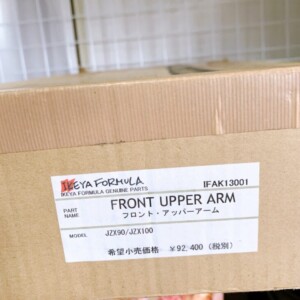 IKEYA FORMULA
IKEYA FORMULA GENUINE PARTS
IFAK13001
PART NAME
FRONT UPPER ARM
フロント・アッパーアーム
MODEL
JZX90/JZX100
希望小売価格 ¥92,400(税別)